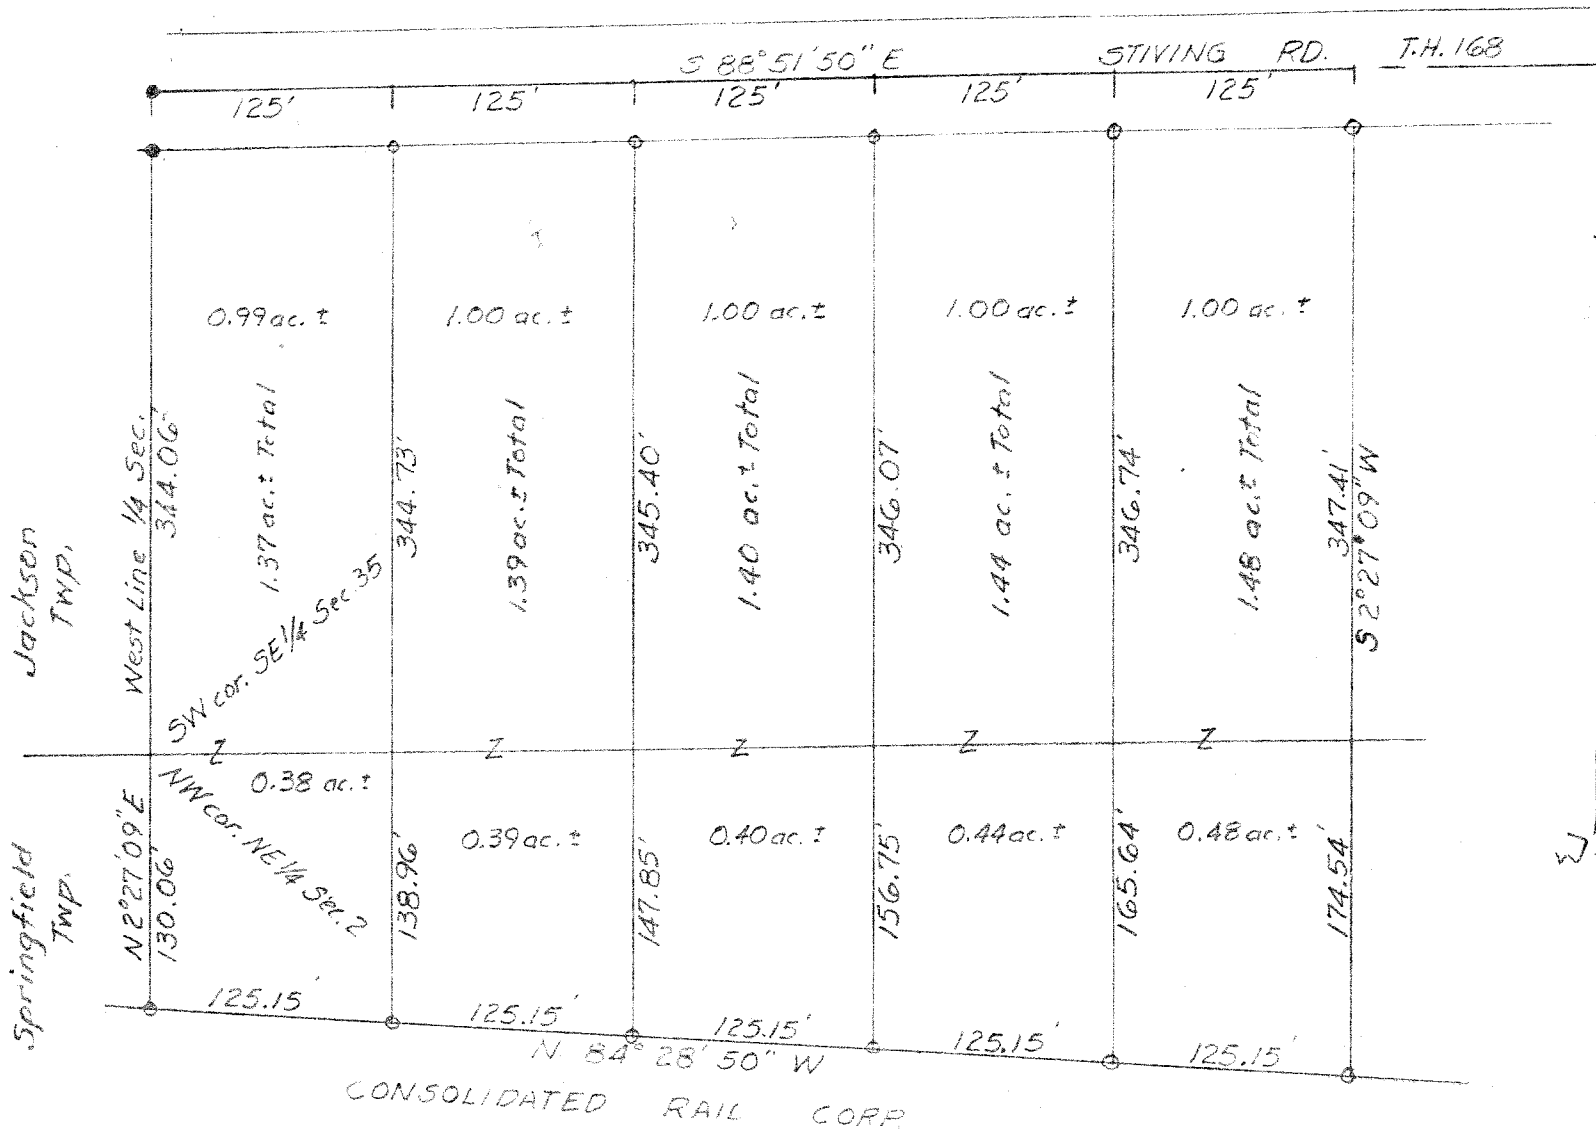 S 88° 51' 50" E STIVING RD. T.H. 168
125' 125' 125' 125' 125'
0.99 ac. ± 1.00 ac. ± 1.00 ac. ± 1.00 ac. ± 1.00 ac. ±
Jackson
Twp.
West Line 1/4 Sec.
344.06'
1.37 ac. ± Total
344.73'
1.39 ac. ± Total
345.40'
1.40 ac. ± Total
346.07'
1.44 ac. ± Total
346.74'
1.48 ac. ± Total
347.41'
S 2° 27' 09" W
SW cor. SE 1/4 Sec. 35
Z Z Z Z Z
NW cor. NE 1/4 Sec. 2
0.38 ac. ± 0.39 ac. ± 0.40 ac. ± 0.44 ac. ± 0.48 ac. ±
Springfield
Twp.
N 2° 27' 09" E
130.06'
138.96'
147.85'
156.75'
165.64'
174.54'
125.15' 125.15' 125.15' 125.15' 125.15'
N. 84° 28' 50" W
CONSOLIDATED RAIL CORP.